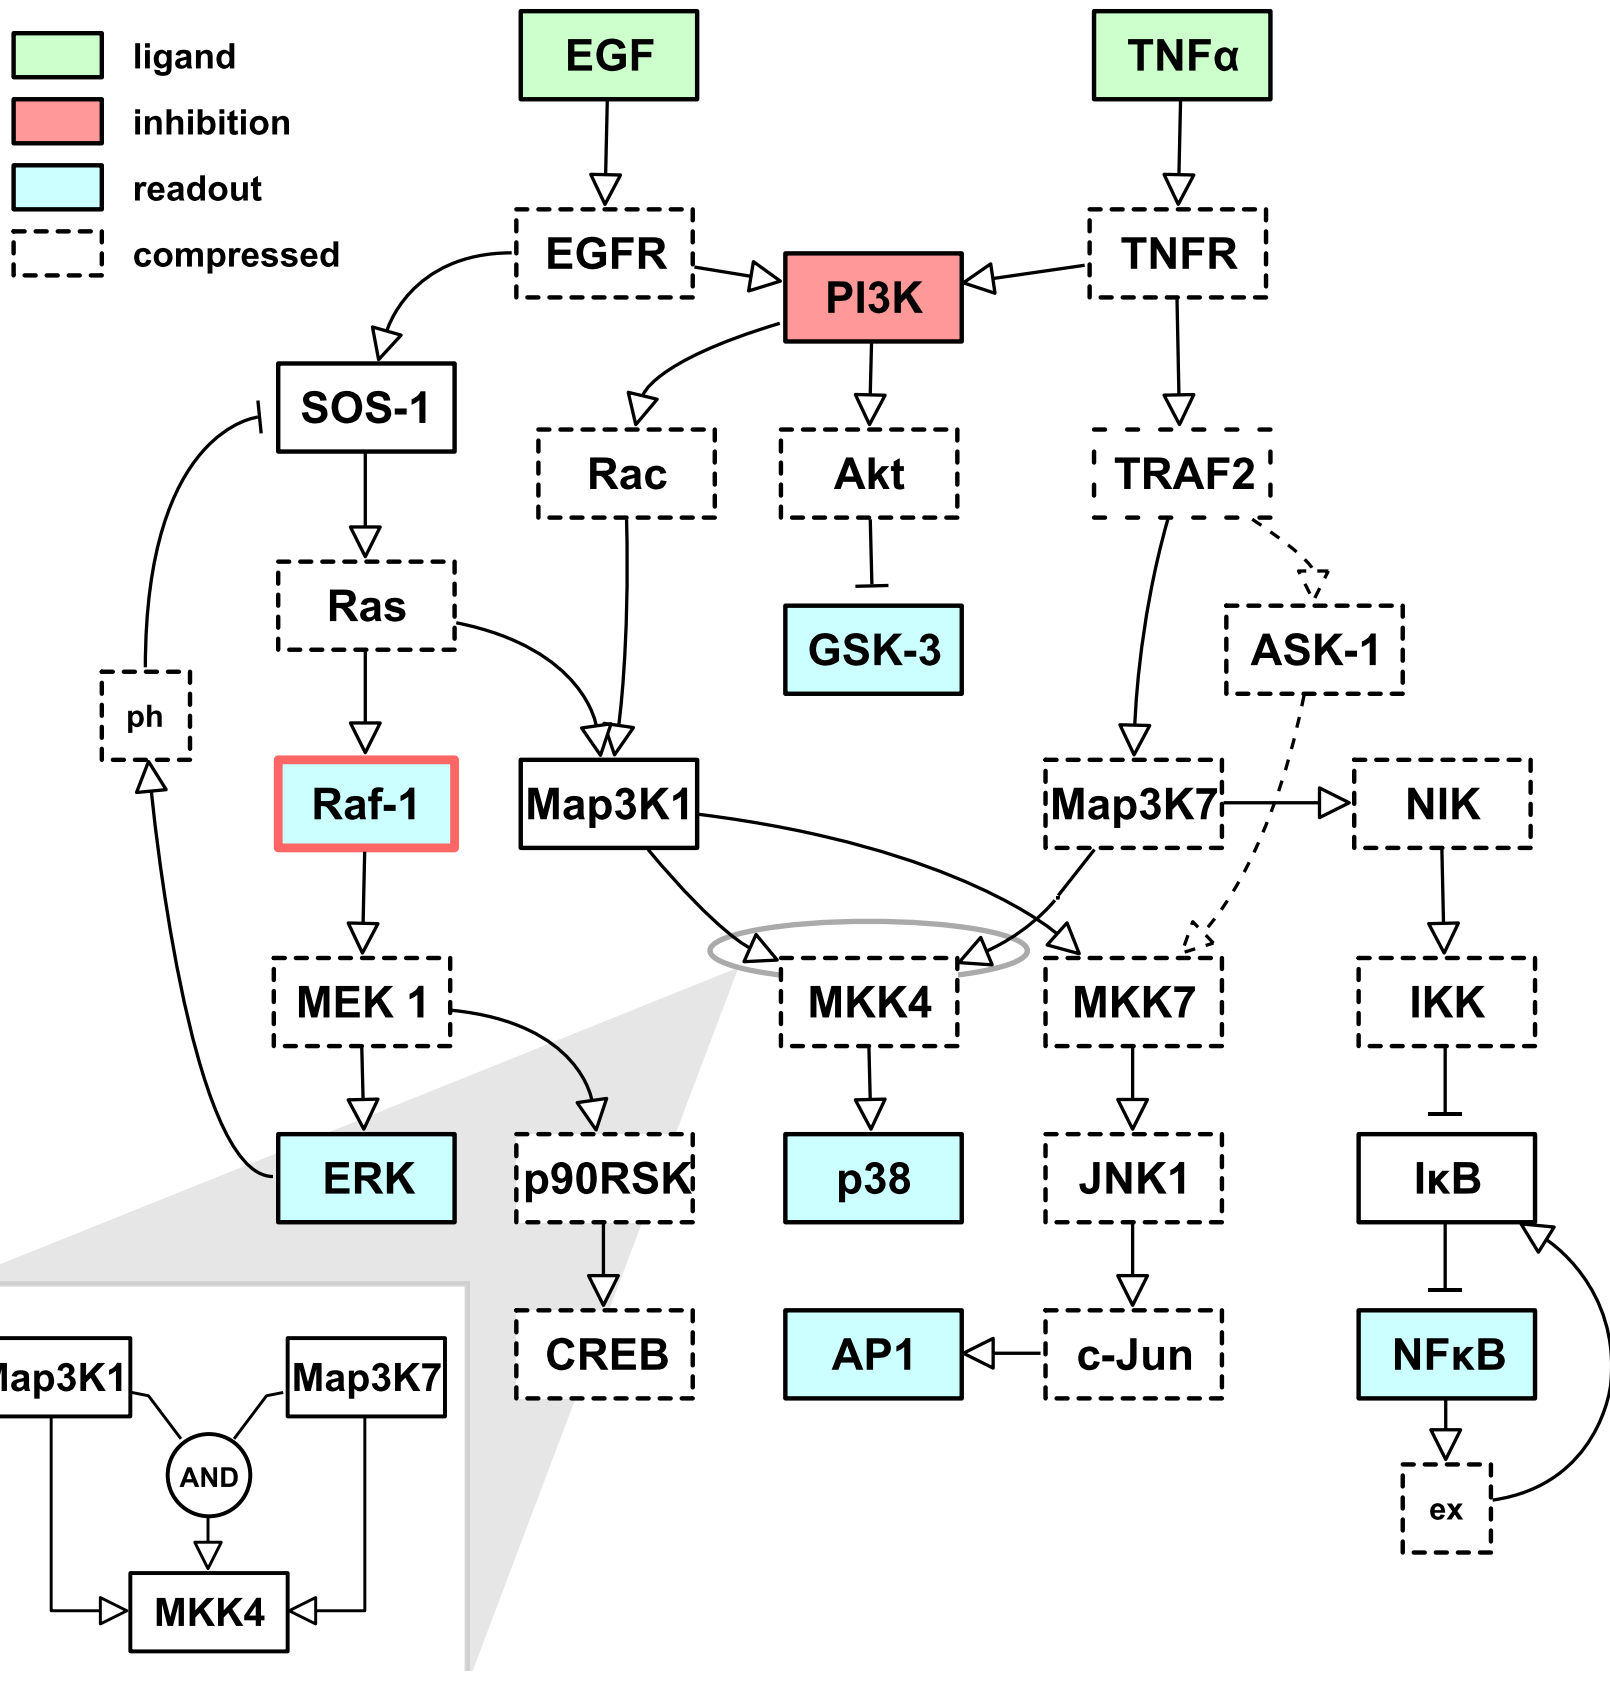 ligand
inhibition
readout
compressed
EGF
TNFα
EGFR
TNFR
PI3K
SOS-1
Rac
Akt
TRAF2
Ras
GSK-3
ASK-1
ph
Raf-1
Map3K1
Map3K7
NIK
MEK 1
MKK4
MKK7
IKK
ERK
p90RSK
p38
JNK1
IκB
CREB
AP1
c-Jun
NFκB
ex
Map3K1
Map3K7
AND
MKK4